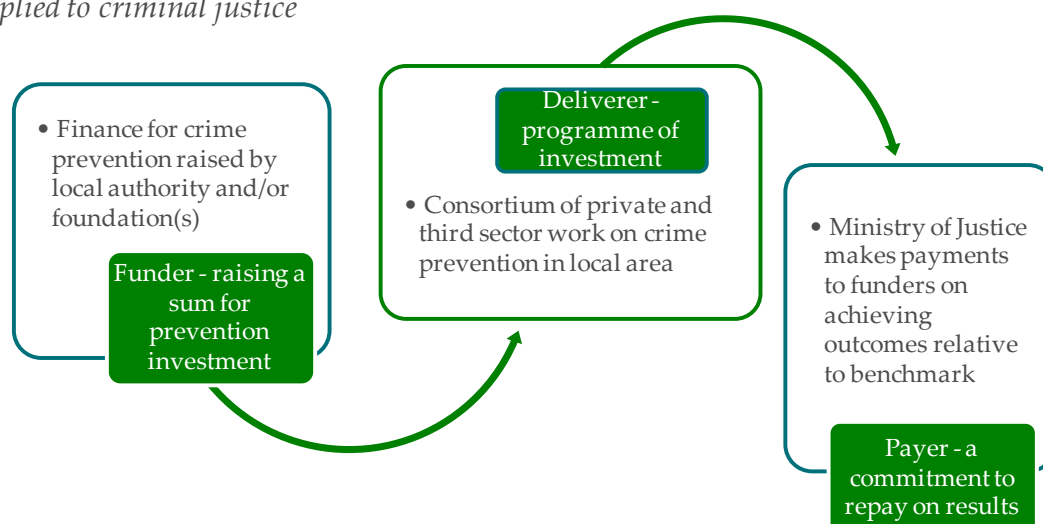 plied to criminal justice
• Finance for crime
prevention raised by
local authority and/or
foundation(s)
Funder - raising a
sum for
prevention
investment
Deliverer -
programme of
investment
• Consortium of private and
third sector work on crime
prevention in local area
• Ministry of Justice
makes payments
to funders on
achieving
outcomes relative
to benchmark
Payer - a
commitment to
repay on results